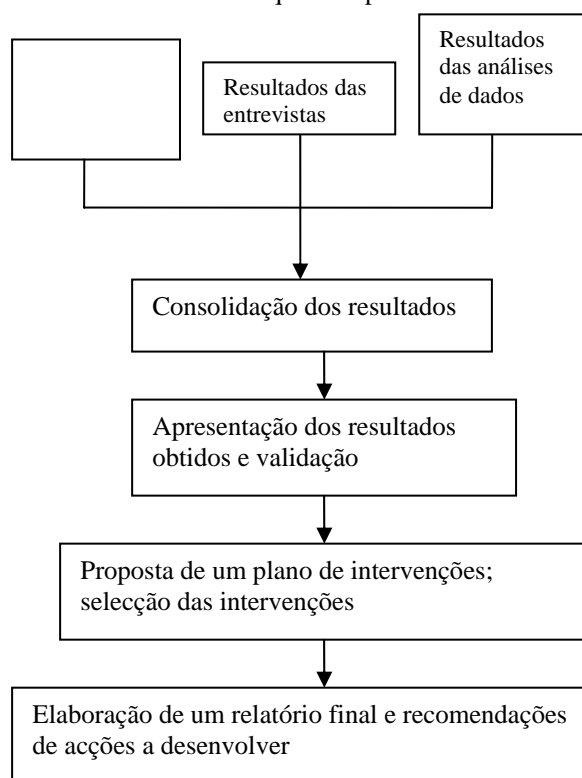 Resultados das
entrevistas
Resultados
das análises
de dados
Consolidação dos resultados
Apresentação dos resultados
obtidos e validação
Proposta de um plano de intervenções;
selecção das intervenções
Elaboração de um relatório final e recomendações
de acções a desenvolver